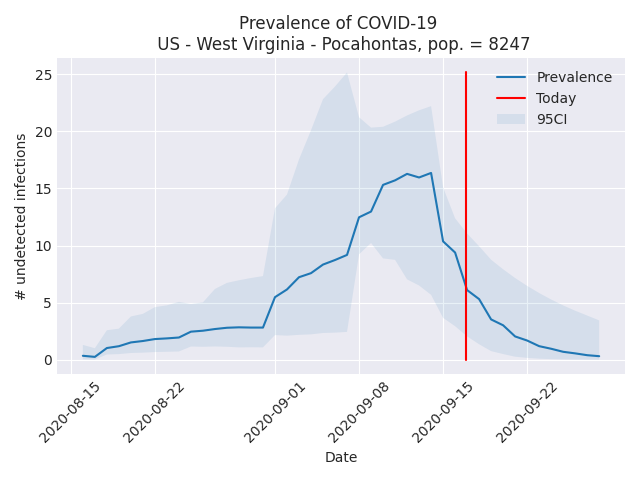 Prevalence of COVID-19
US - West Virginia - Pocahontas, pop. = 8247
Prevalence
Today
95CI
# undetected infections
25
20
15
10
5
0
2020-08-15
2020-08-22
2020-09-01
2020-09-08
2020-09-15
2020-09-22
Date